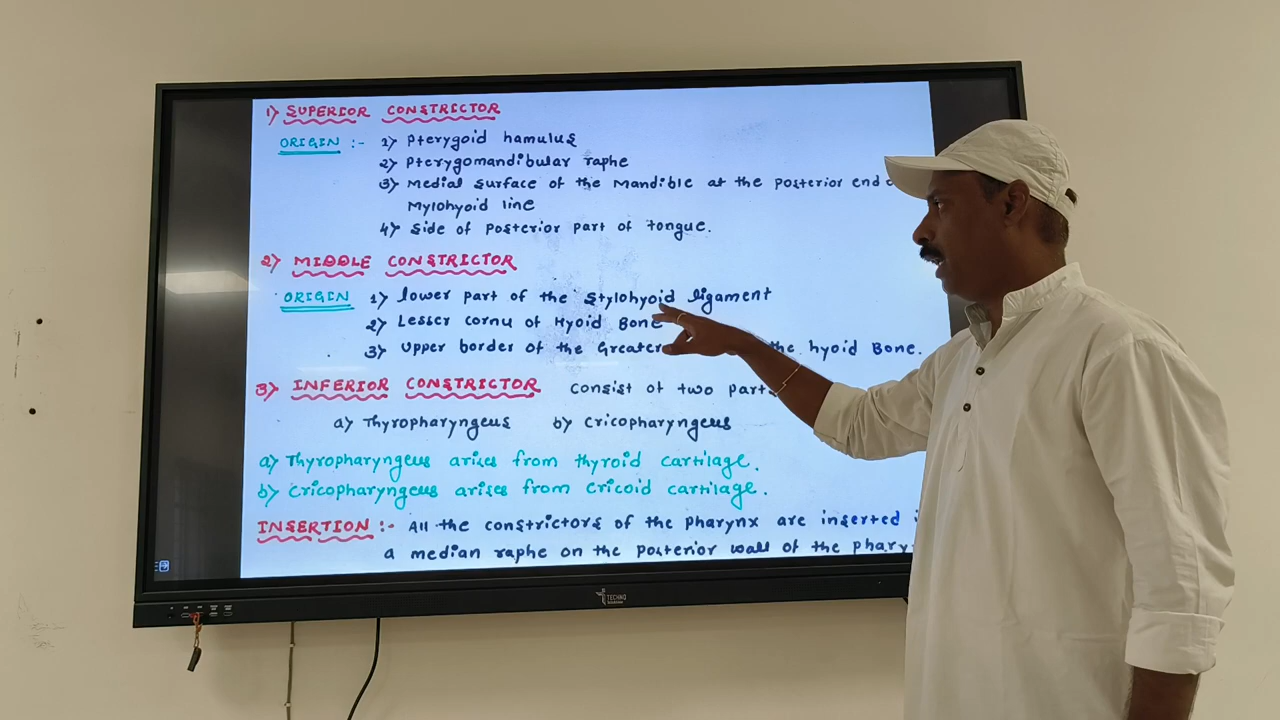 1) SUPERIOR CONSTRICTOR
ORIGIN :- 1) Pterygoid hamulus
2) Pterygomandibular raphe
3) Medial surface of the Mandible at the posterior end
Mylohyoid line
4) Side of posterior part of tongue.
2) MIDDLE CONSTRICTOR
ORIGIN 1) lower part of the stylohyoid ligament
2) Lesser cornu of Hyoid Bone
3) Upper border of the Greater the hyoid Bone.
3) INFERIOR CONSTRICTOR Consist of two parts
a) Thyropharyngeus b) Cricopharyngeus
a) Thyropharyngeus arises from thyroid cartilage.
b) Cricopharyngeus arises from cricoid cartilage.
INSERTION :- All the constrictors of the pharynx are inserted
a median raphe on the posterior wall of the phary
TECHNO